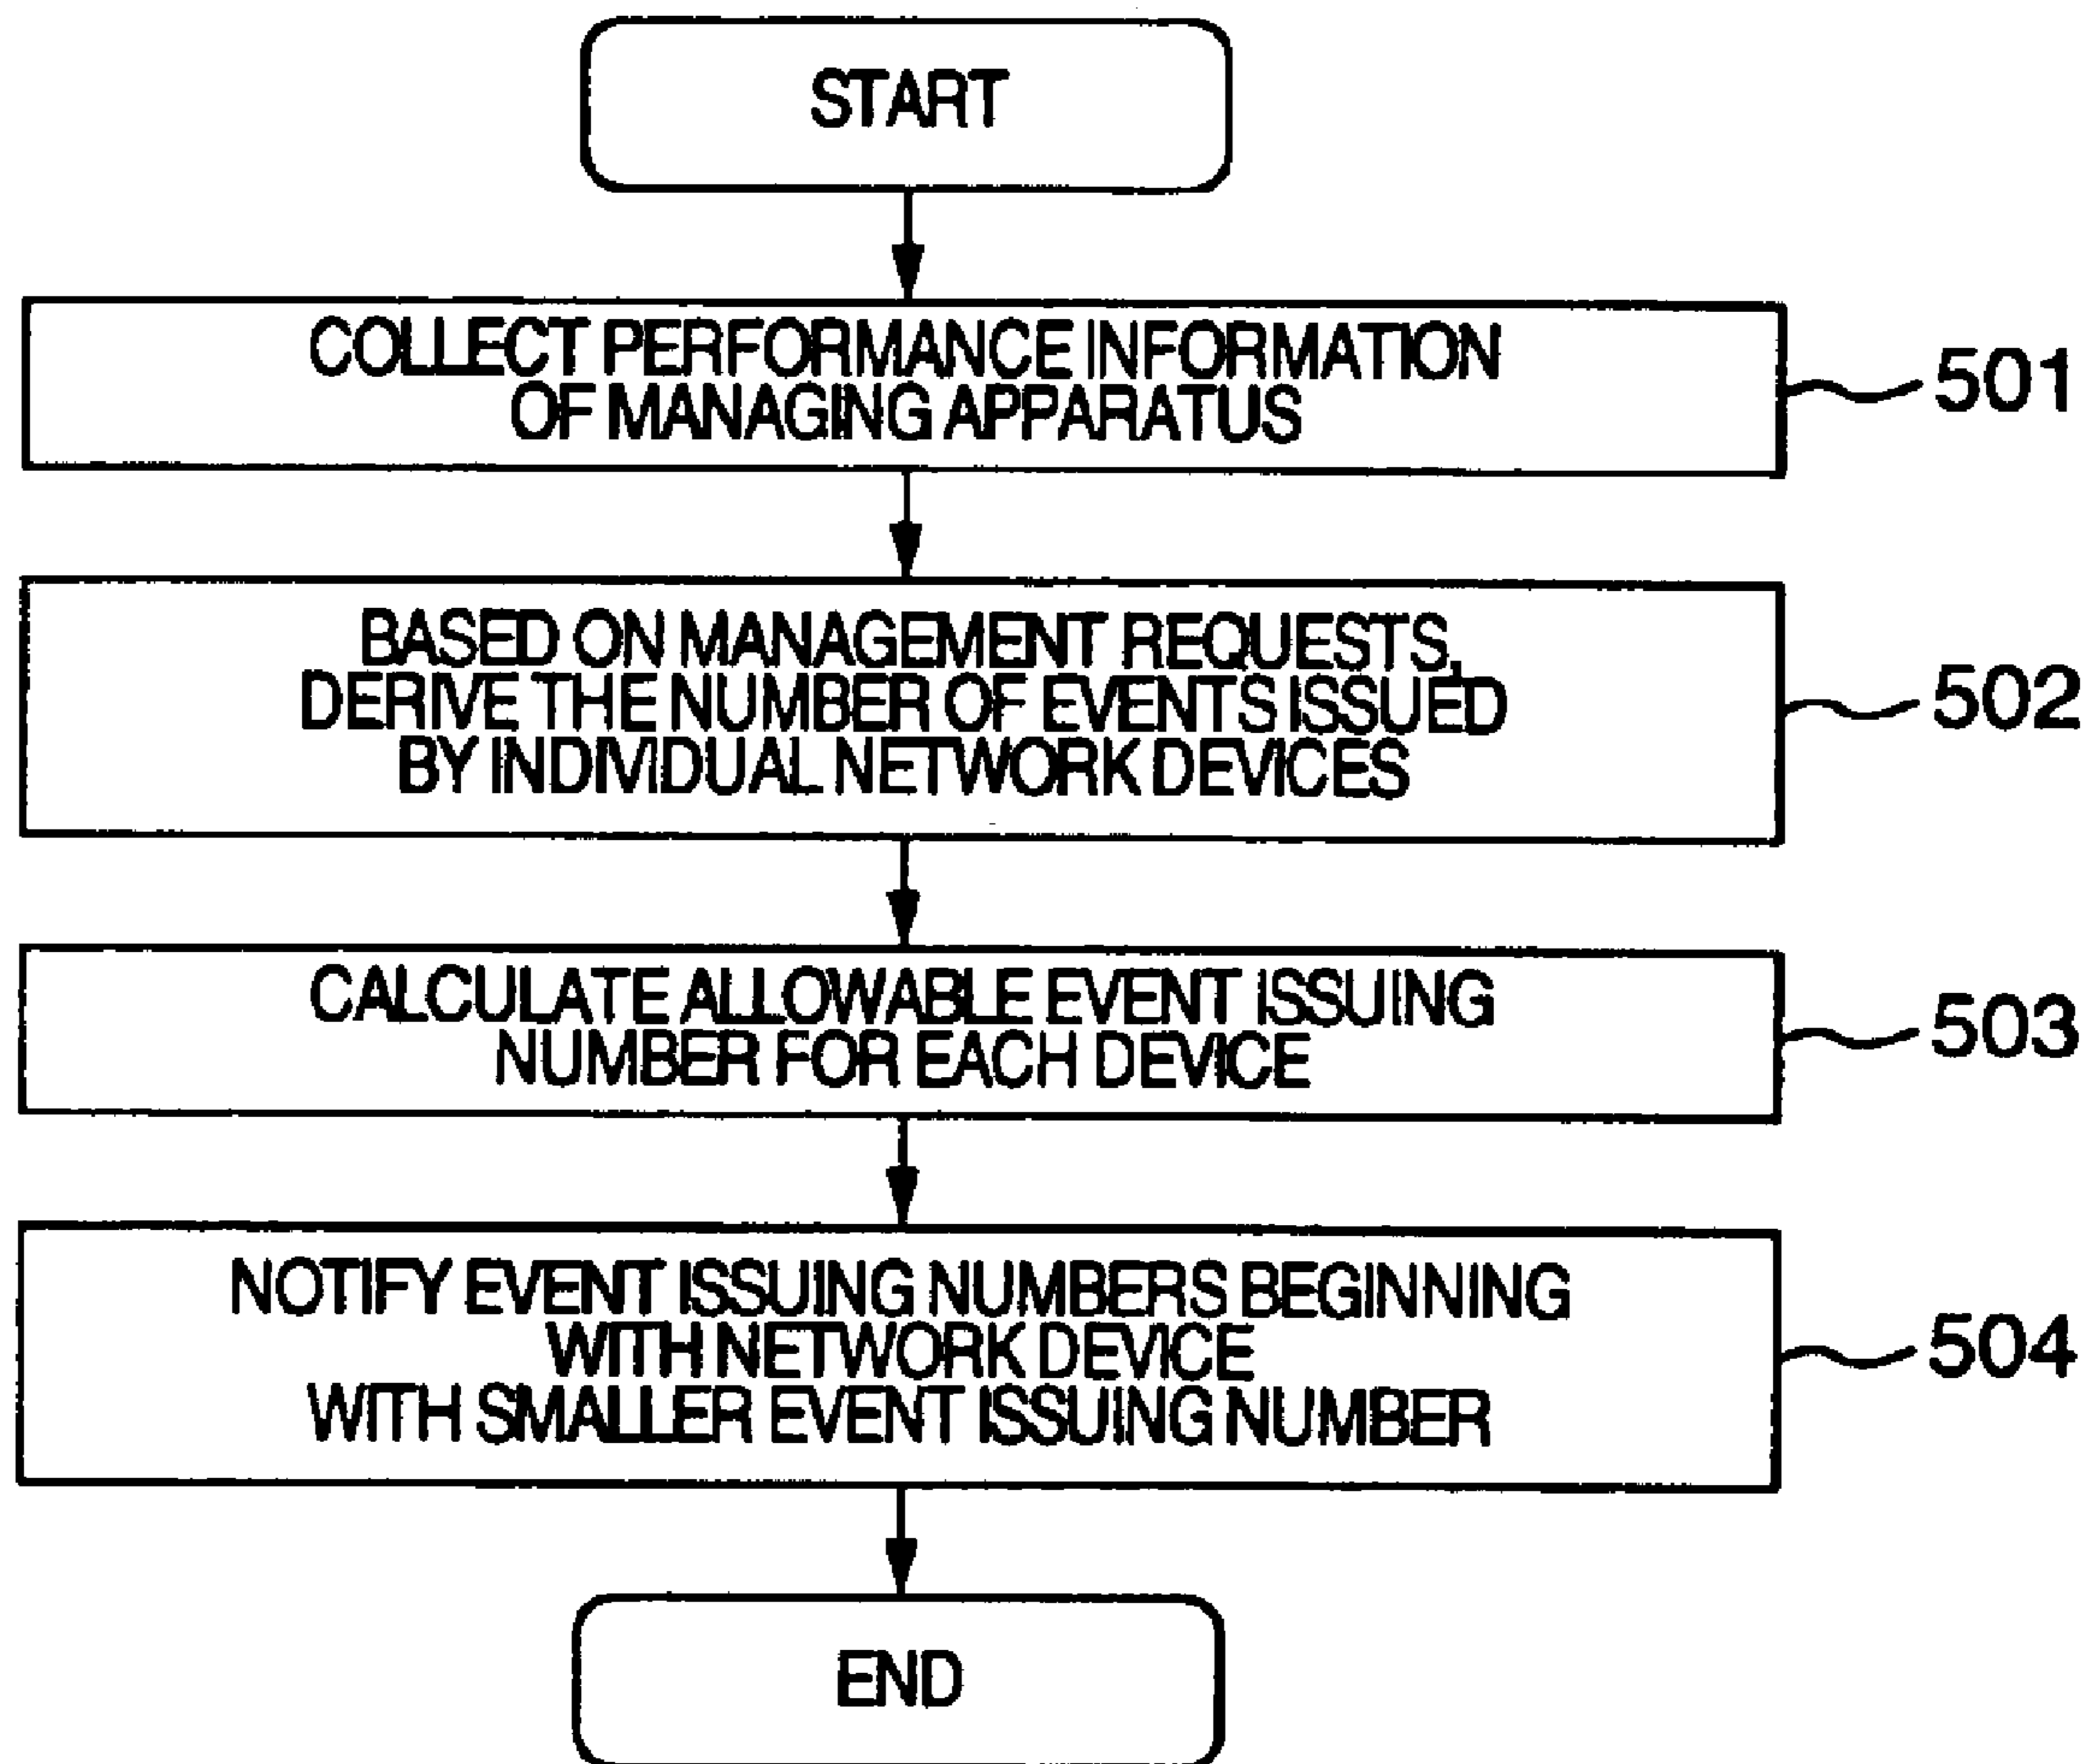 START
COLLECT PERFORMANCE INFORMATION
OF MANAGING APPARATUS
501
BASED ON MANAGEMENT REQUESTS,
DERIVE THE NUMBER OF EVENTS ISSUED
BY INDIVIDUAL NETWORK DEVICES
502
CALCULATE ALLOWABLE EVENT ISSUING
NUMBER FOR EACH DEVICE
503
NOTIFY EVENT ISSUING NUMBERS BEGINNING
WITH NETWORK DEVICE
WITH SMALLER EVENT ISSUING NUMBER
504
END